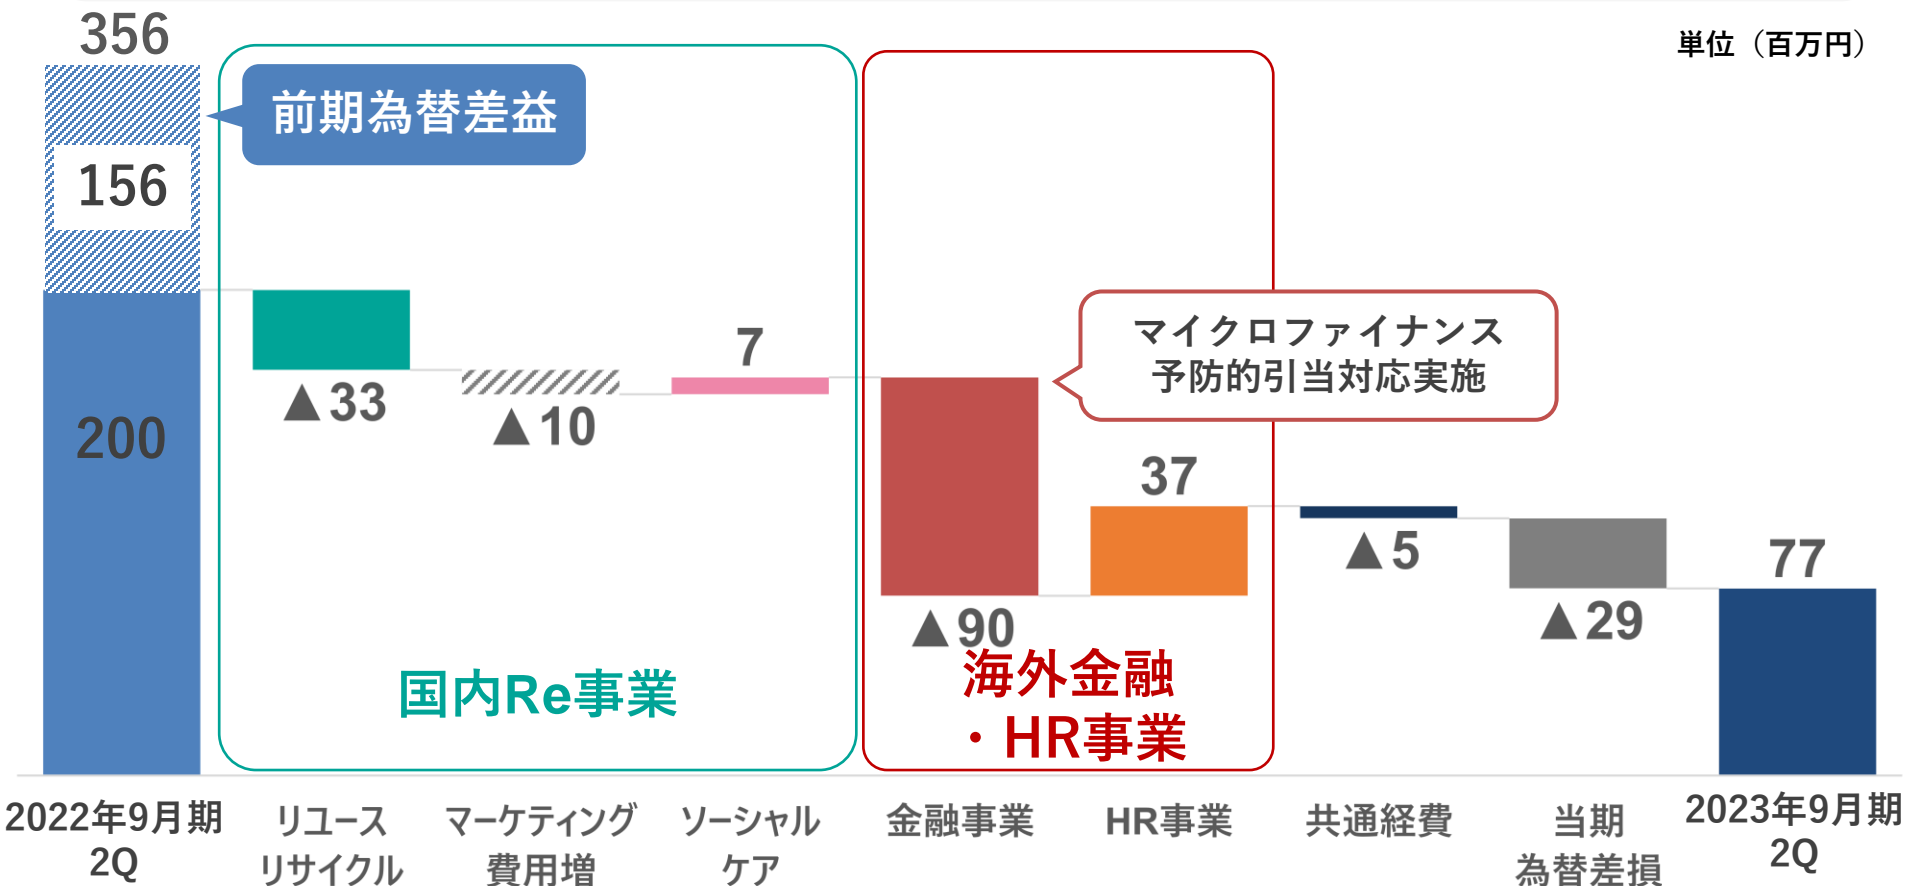 356
単位（百万円）
前期為替差益
156
200
▲33
▲10
7
マイクロファイナンス
予防的引当対応実施
▲90
37
▲5
▲29
77
国内Re事業
海外金融
・HR事業
2022年9月期
2Q
リユース
リサイクル
マーケティング
費用増
ソーシャル
ケア
金融事業
HR事業
共通経費
当期
為替差損
2023年9月期
2Q